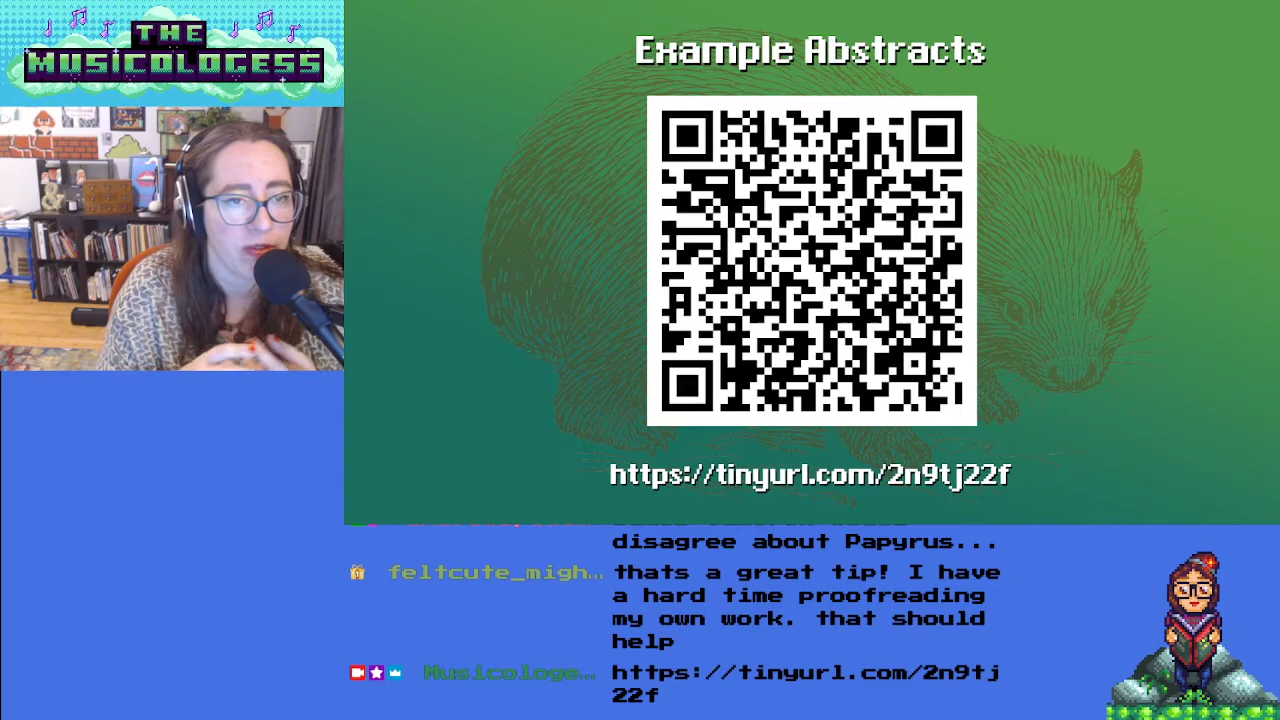 THE
MUSICOLOGESS
Example Abstracts
https://tinyurl.com/2n9tj22f
disagree about Papyrus...
feltcute_migh... thats a great tip! I have
a hard time proofreading
my own work. that should
help
Musicologe... https://tinyurl.com/2n9tj
22f